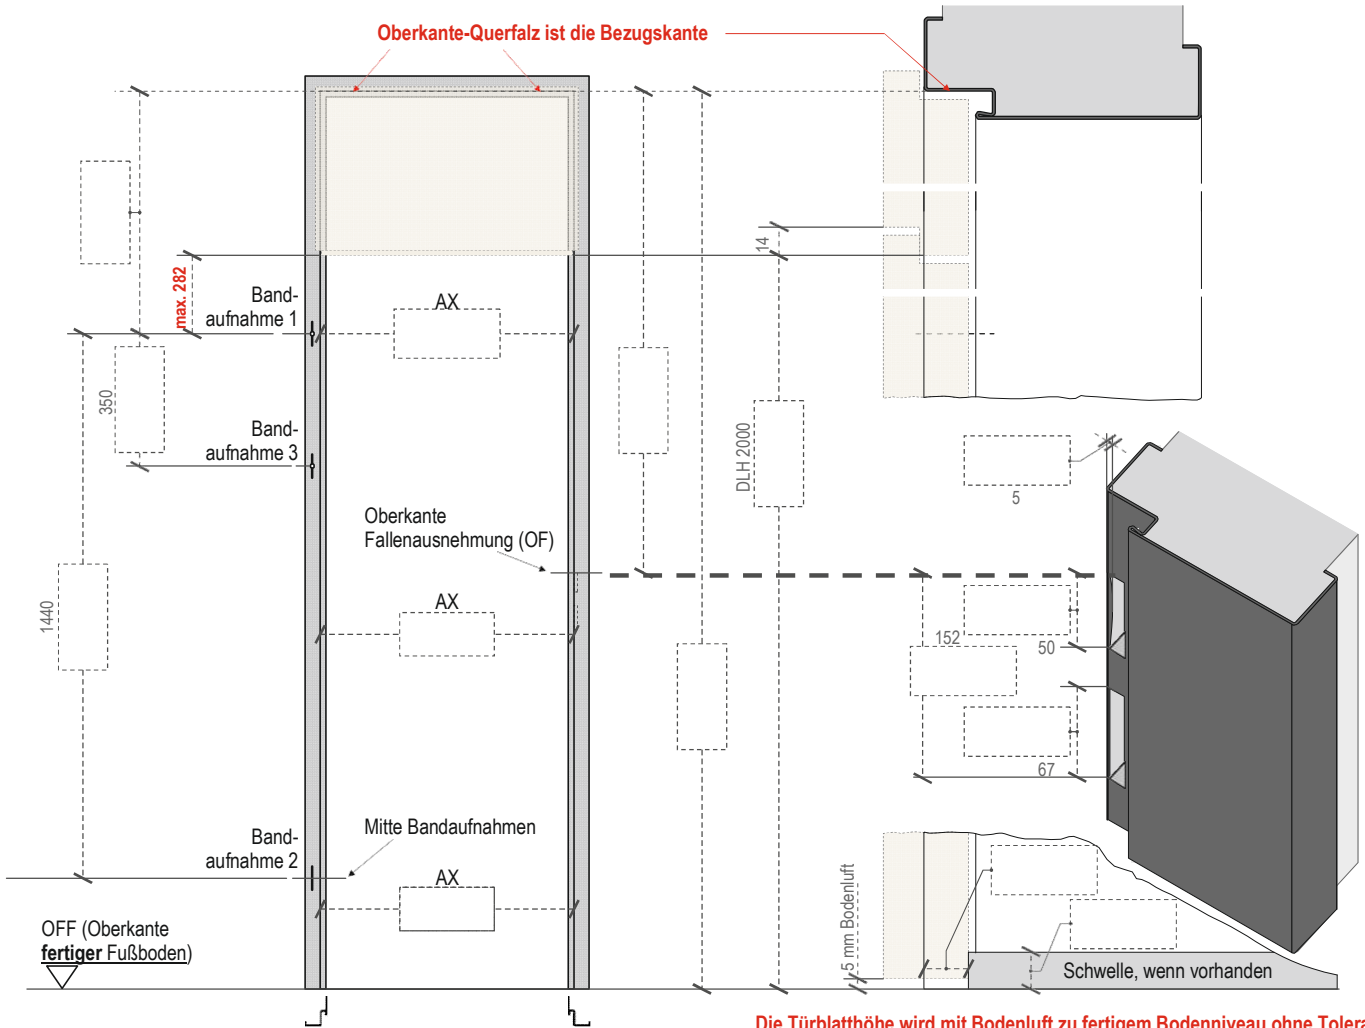 Oberkante-Querfalz ist die Bezugskante
14
max. 282
Band-
aufnahme 1
AX
350
Band-
aufnahme 3
DLH 2000
5
Oberkante
Fallenausnehmung (OF)
1440
AX
152
50
67
Band-
aufnahme 2
Mitte Bandaufnahmen
AX
5 mm Bodenluft
OFF (Oberkante
fertiger Fußboden)
Schwelle, wenn vorhanden
Die Türblatthöhe wird mit Bodenluft zu fertigem Bodenniveau ohne Tolera